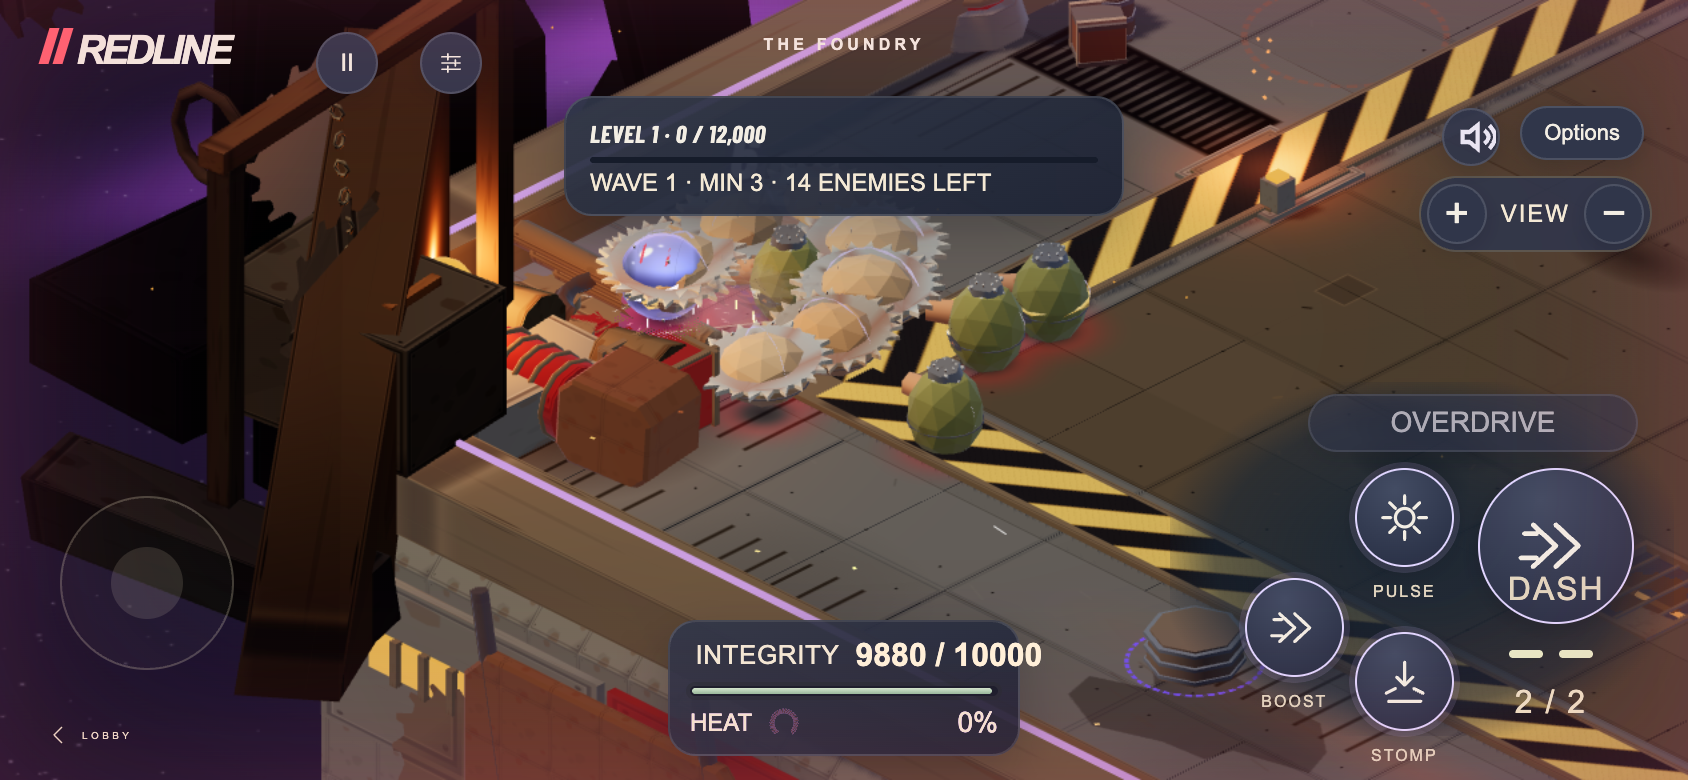 REDLINE
THE FOUNDRY
LEVEL 1 · 0 / 12,000
WAVE 1 · MIN 3 · 14 ENEMIES LEFT
Options
+ VIEW −
OVERDRIVE
PULSE
DASH
BOOST
STOMP
2 / 2
INTEGRITY 9880 / 10000
HEAT 0%
LOBBY